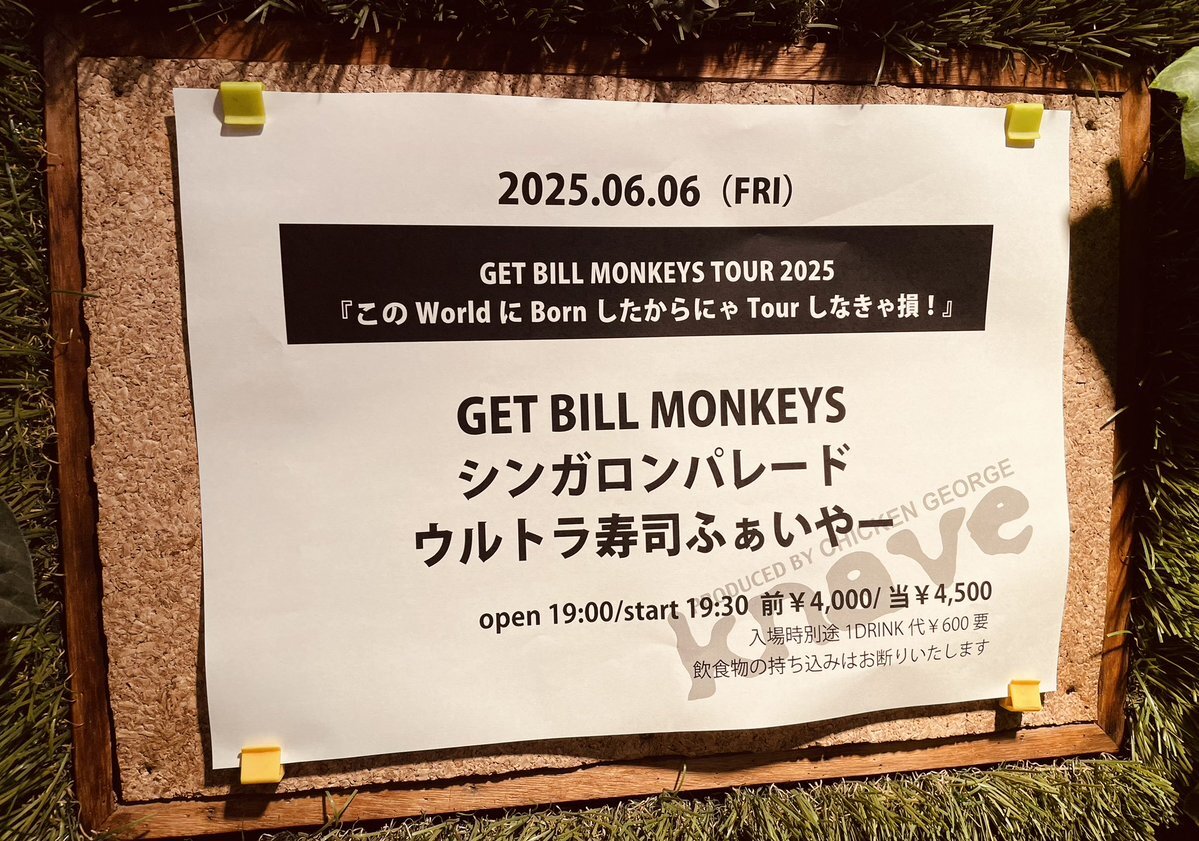 2025.06.06（FRI）
GET BILL MONKEYS TOUR 2025
『この World に Born したからにゃ Tour しなきゃ損！』
GET BILL MONKEYS
シンガロンパレード
ウルトラ寿司ふぁいやー
PRODUCED BY CHICKEN GEORGE
knave
open 19:00/start 19:30 前￥4,000/ 当￥4,500
入場時別途 1DRINK 代￥600 要
飲食物の持ち込みはお断りいたします